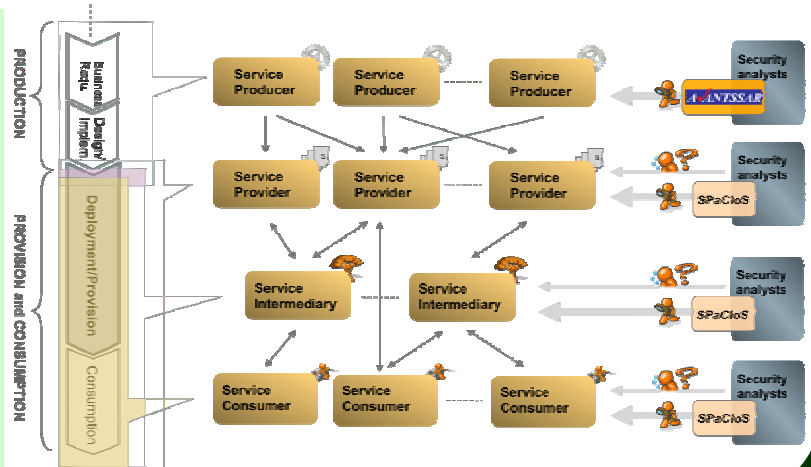 PRODUCTION
Business
Requ
Design/
Implem
PROVISION and CONSUMPTION
Deployment/Provision
Consumption
Service
Producer
Service
Producer
Service
Producer
AVANTSSAR
Security
analysts
Service
Provider
S
Service
Provider
S
Service
Provider
S
SPaCIoS
Security
analysts
Service
Intermediary
Service
Intermediary
SPaCIoS
Security
analysts
Service
Consumer
Service
Consumer
Service
Consumer
SPaCIoS
Security
analysts